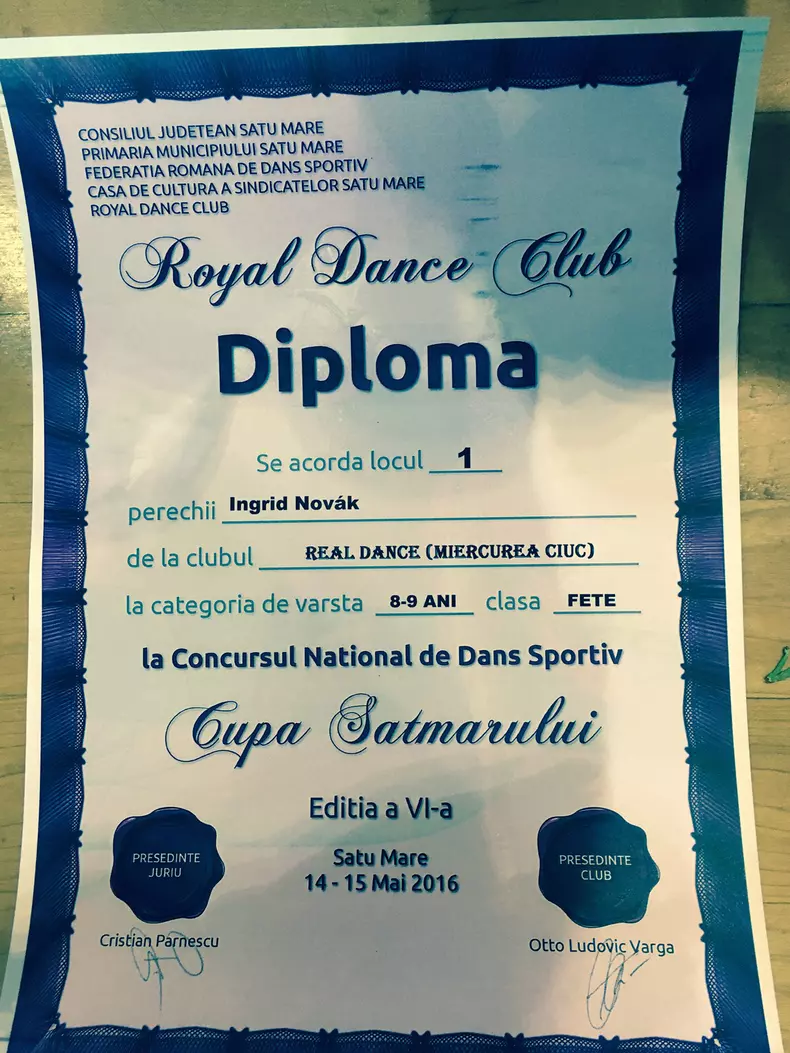 CONSILIUL JUDETEAN SATU MARE
PRIMARIA MUNICIPIULUI SATU MARE
FEDERATIA ROMANA DE DANS SPORTIV
CASA DE CULTURA A SINDICATELOR SATU MARE
ROYAL DANCE CLUB
Royal Dance Club
Diploma
Se acorda locul 1
perechii Ingrid Novák
de la clubul REAL DANCE (MIERCUREA CIUC)
la categoria de varsta 8-9 ANI clasa FETE
la Concursul National de Dans Sportiv
Cupa Satmarului
Editia a VI-a
Satu Mare
14 - 15 Mai 2016
PRESEDINTE
JURIU
Cristian Parnescu
PRESEDINTE
CLUB
Otto Ludovic Varga